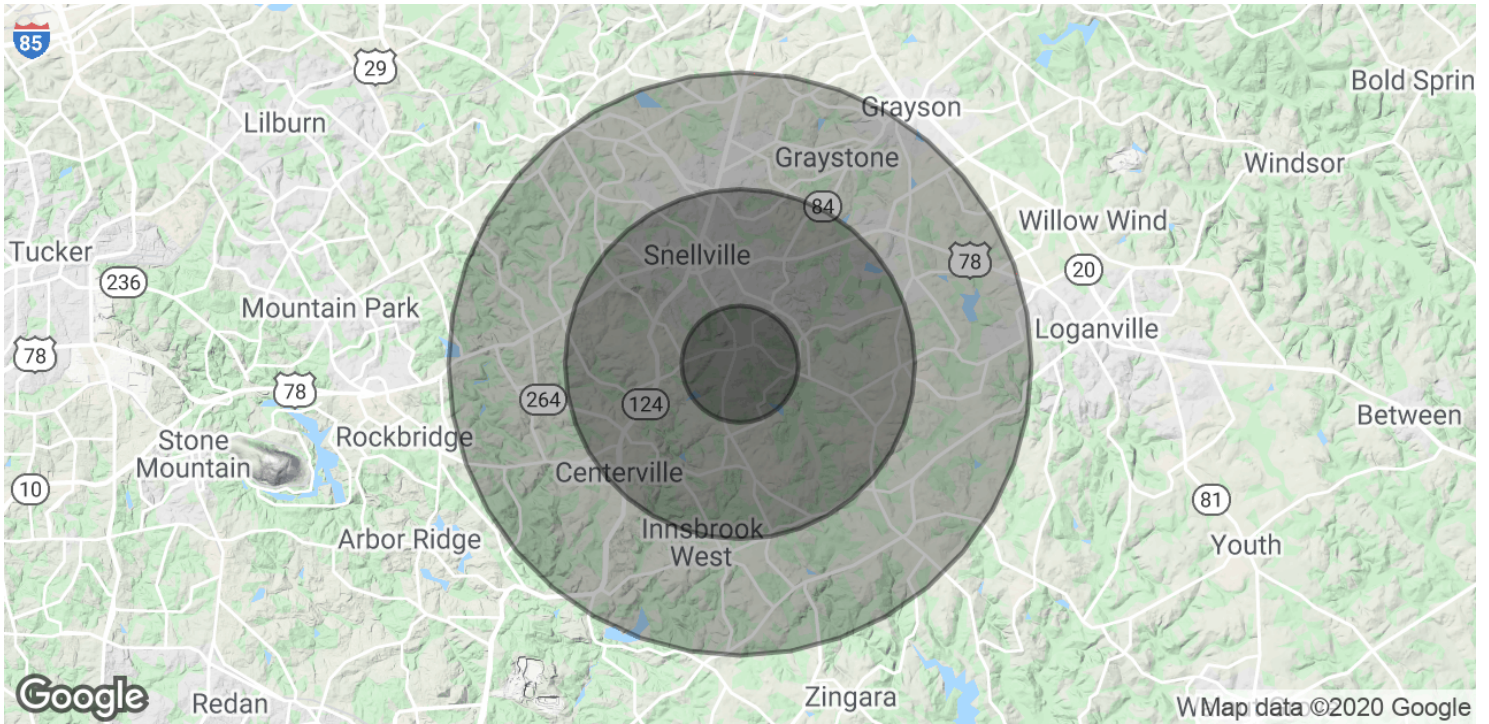 85
29
Bold Sprin
Grayson
Lilburn
Graystone
Windsor
84
Willow Wind
Tucker
Snellville
78
20
236
Mountain Park
Loganville
78
78
264
124
Between
Rockbridge
Stone
Mountain
Centerville
10
81
Innsbrook
West
Arbor Ridge
Youth
Google
Redan
Zingara
Map data ©2020 Google